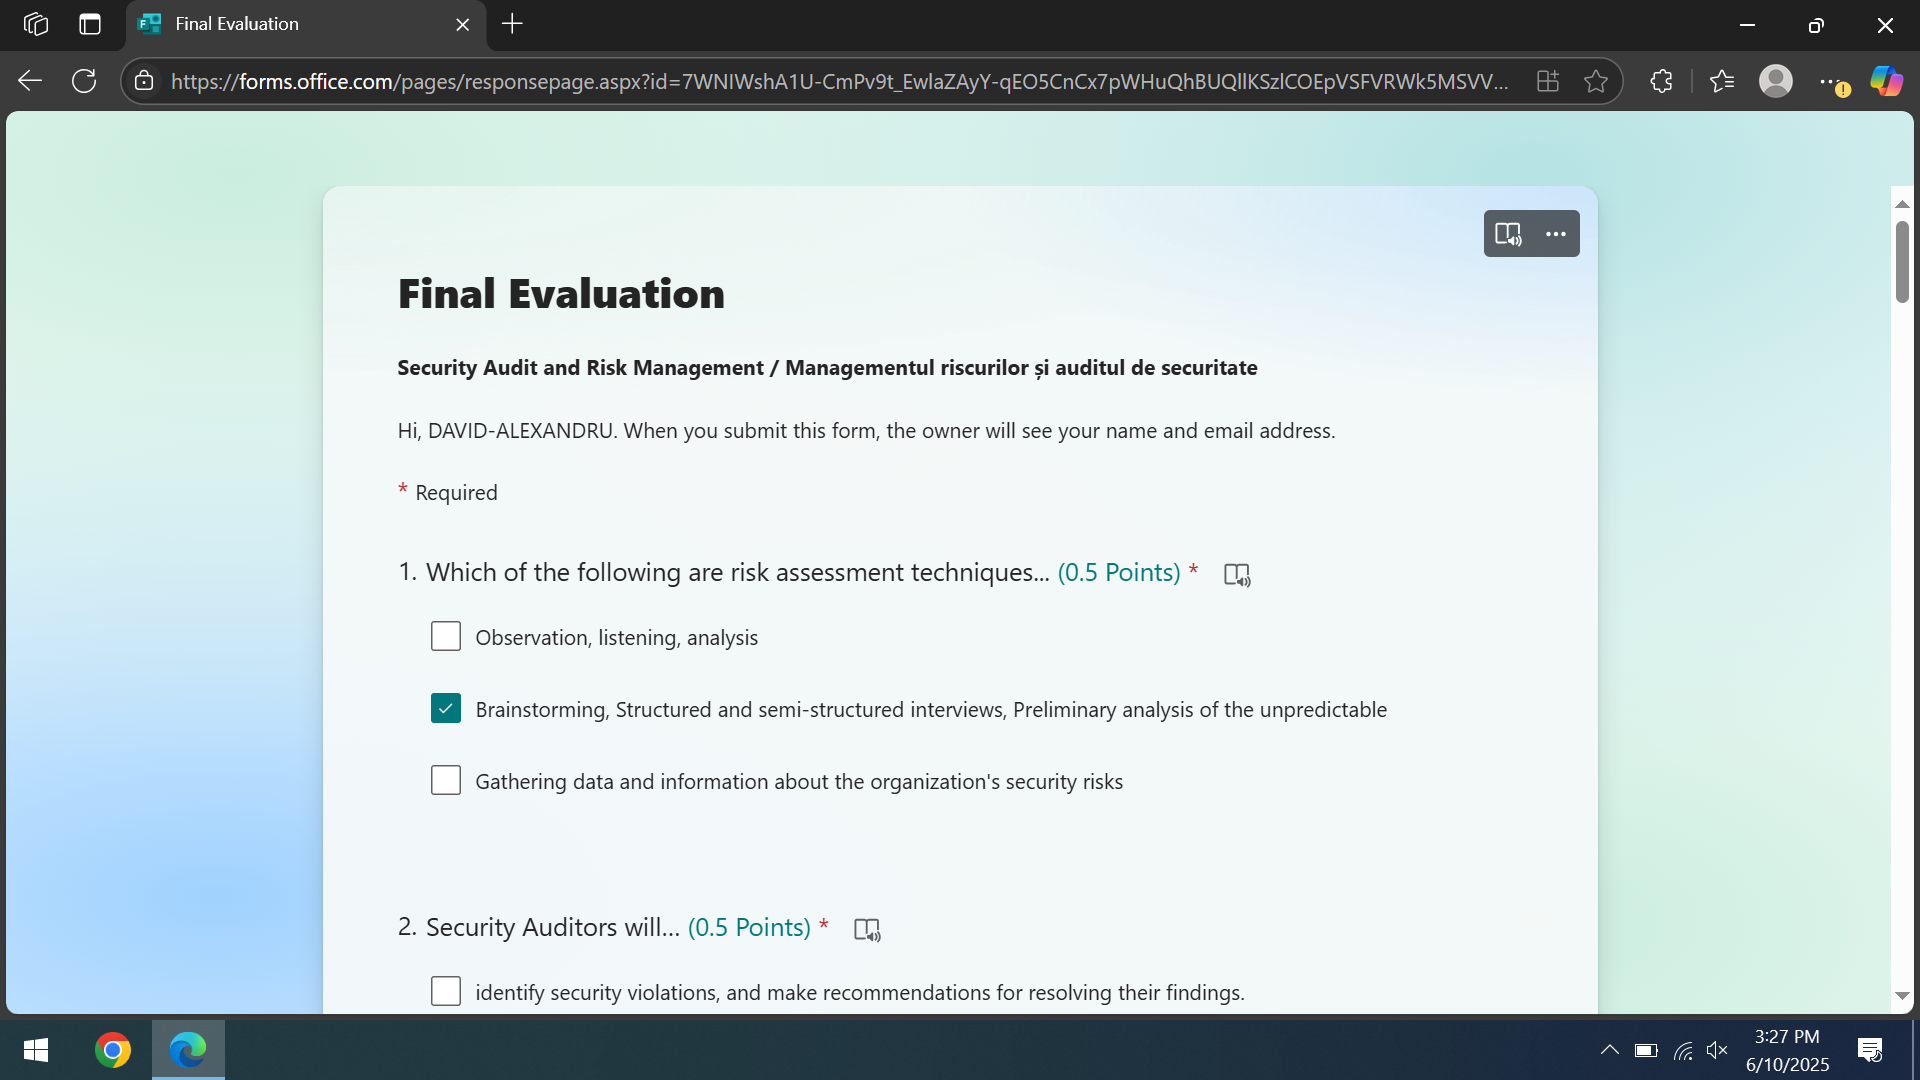 Final Evaluation
https://forms.office.com/pages/responsepage.aspx?id=7WNIWshA1U-CmPv9t_EwlaZAyY-qEO5CnCx7pWHuQhBUQllKSzlCOEpVSFVRWk5MSVV...
Final Evaluation
Security Audit and Risk Management / Managementul riscurilor și auditul de securitate
Hi, DAVID-ALEXANDRU. When you submit this form, the owner will see your name and email address.
* Required
1. Which of the following are risk assessment techniques... (0.5 Points) *
Observation, listening, analysis
Brainstorming, Structured and semi-structured interviews, Preliminary analysis of the unpredictable
Gathering data and information about the organization's security risks
2. Security Auditors will... (0.5 Points) *
identify security violations, and make recommendations for resolving their findings.
3:27 PM
6/10/2025